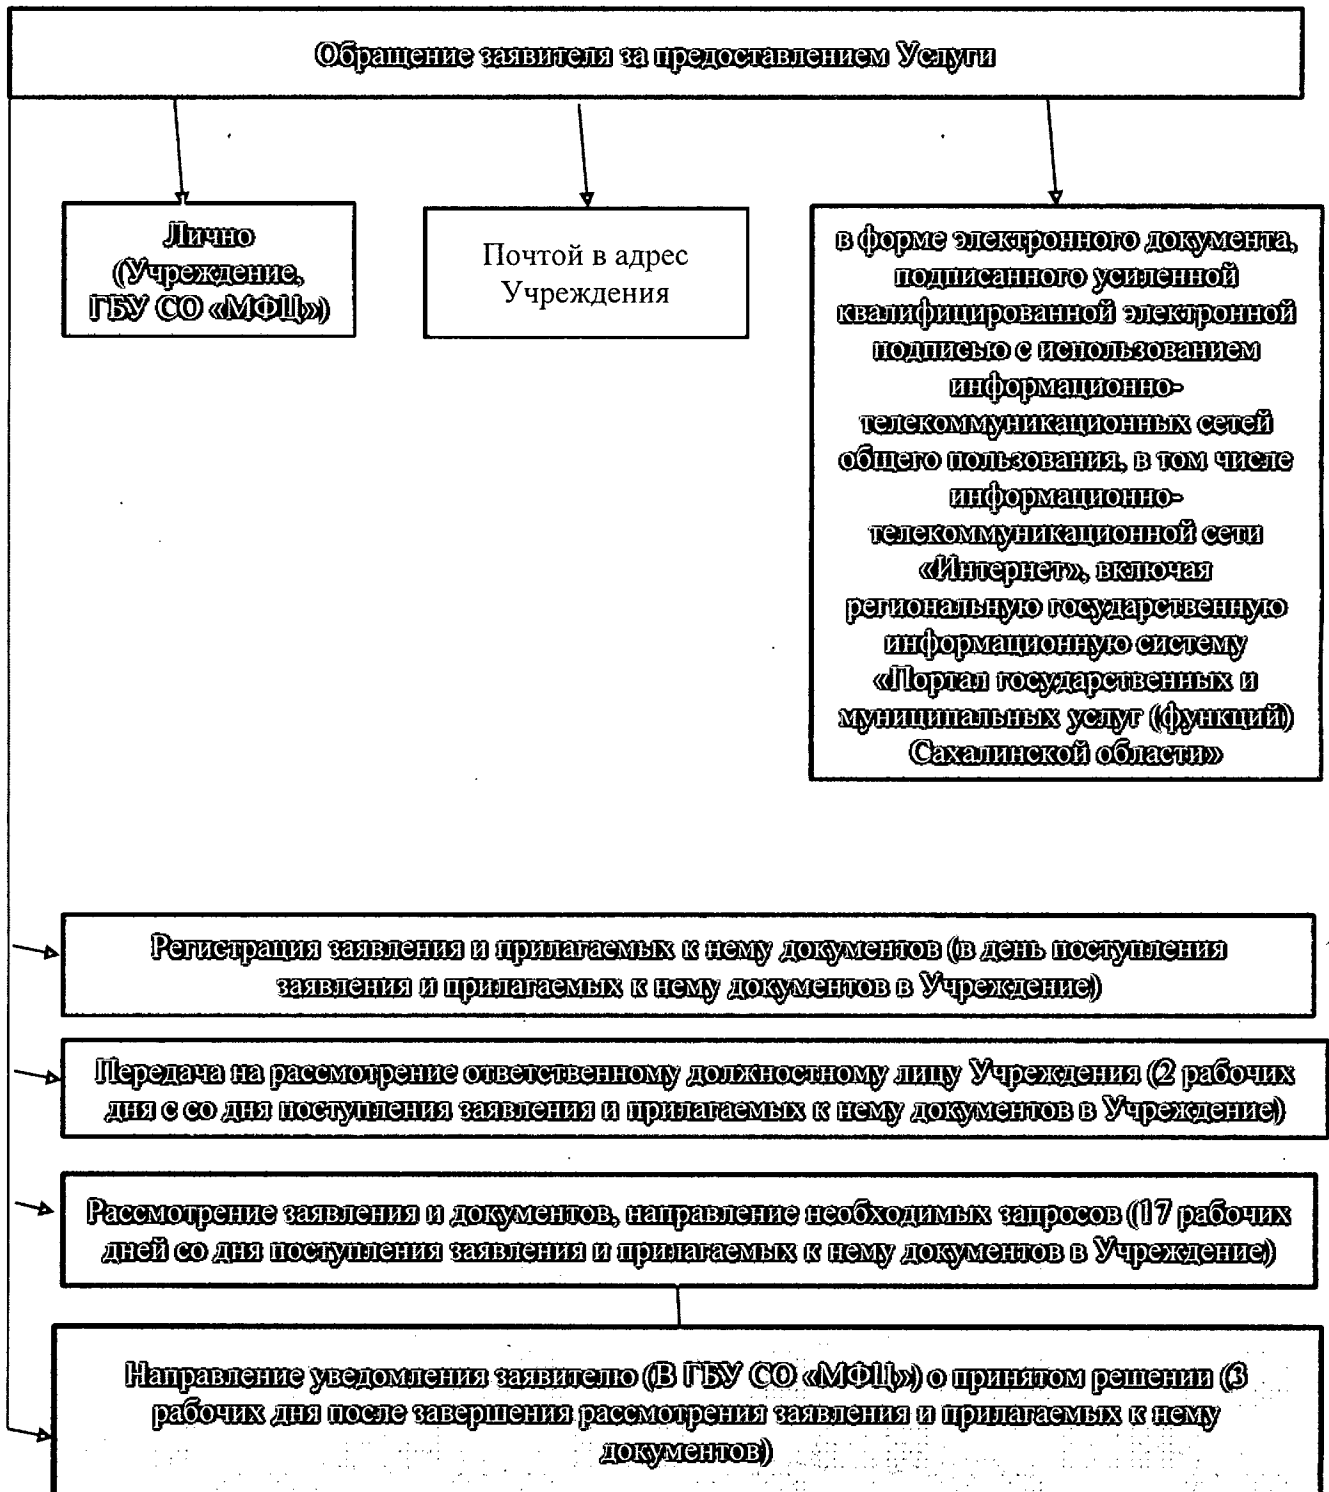 Обращение заявителя за предоставлением Услуги
Лично
(Учреждение,
ГБУ СО «МФЦ»)
Почтой в адрес
Учреждения
в форме электронного документа,
подписанного усиленной
квалифицированной электронной
подписью с использованием
информационно-
телекоммуникационных сетей
общего пользования, в том числе
информационно-
телекоммуникационной сети
«Интернет», включая
региональную государственную
информационную систему
«Портал государственных и
муниципальных услуг (функций)
Сахалинской области»
Регистрация заявления и прилагаемых к нему документов (в день поступления
заявления и прилагаемых к нему документов в Учреждение)
Передача на рассмотрение ответственному должностному лицу Учреждения (2 рабочих
дня с со дня поступления заявления и прилагаемых к нему документов в Учреждение)
Рассмотрение заявления и документов, направление необходимых запросов (17 рабочих
дней со дня поступления заявления и прилагаемых к нему документов в Учреждение)
Направление уведомления заявителю (В ГБУ СО «МФЦ») о принятом решении (3
рабочих дня после завершения рассмотрения заявления и прилагаемых к нему
документов)